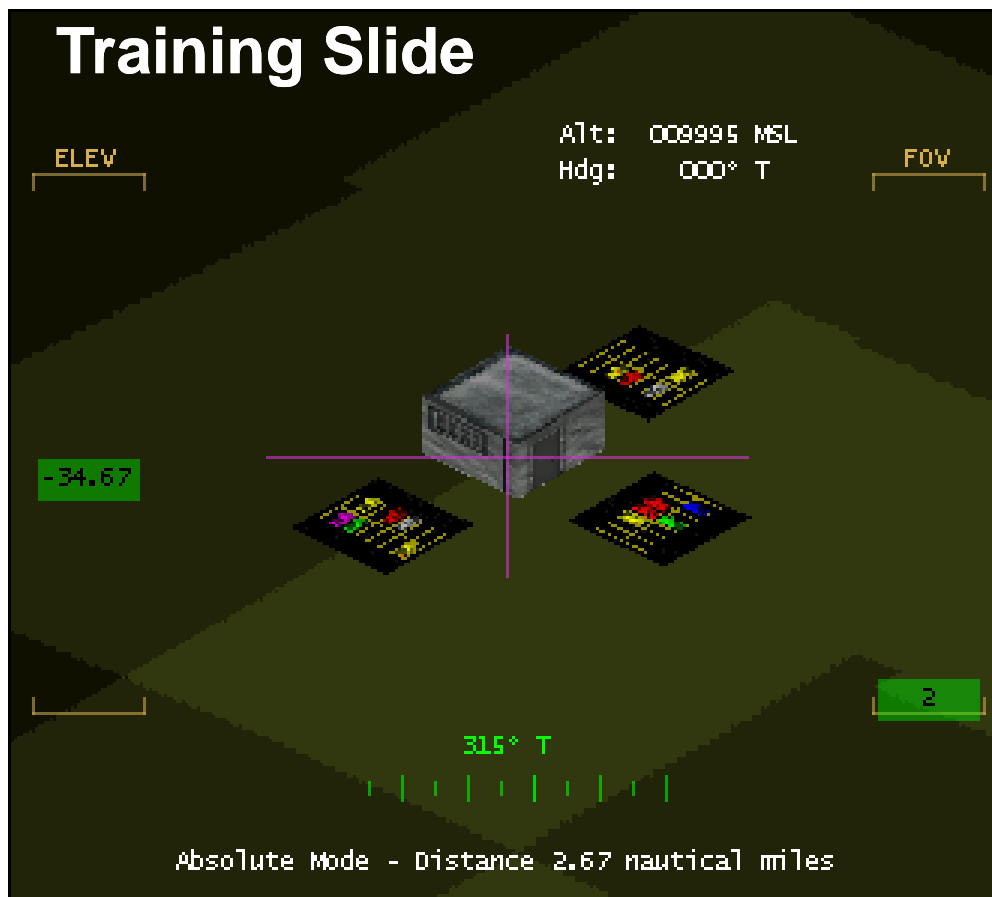 Training Slide
Alt: 009995 MSL
Hdg: 000° T
ELEV
FOV
-34.67
2
315° T
Absolute Mode - Distance 2.67 nautical miles